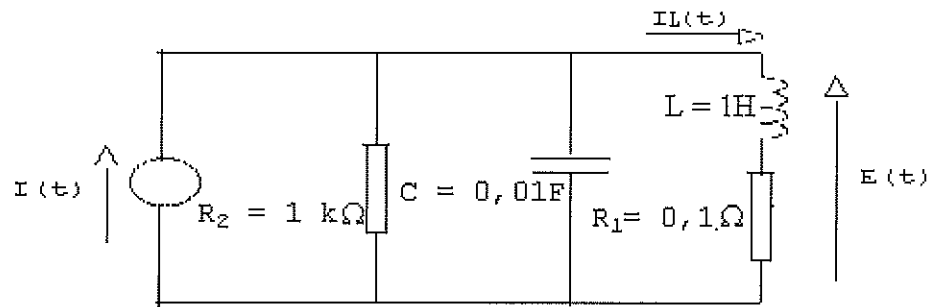 IL(t)
L = 1H
I(t)
R₂ = 1 kΩ
C = 0,01F
R₁= 0,1Ω
E(t)